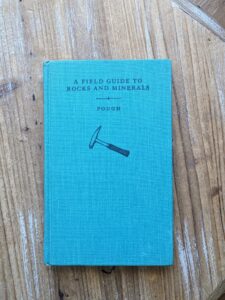 A FIELD GUIDE TO
ROCKS AND MINERALS
POUGH